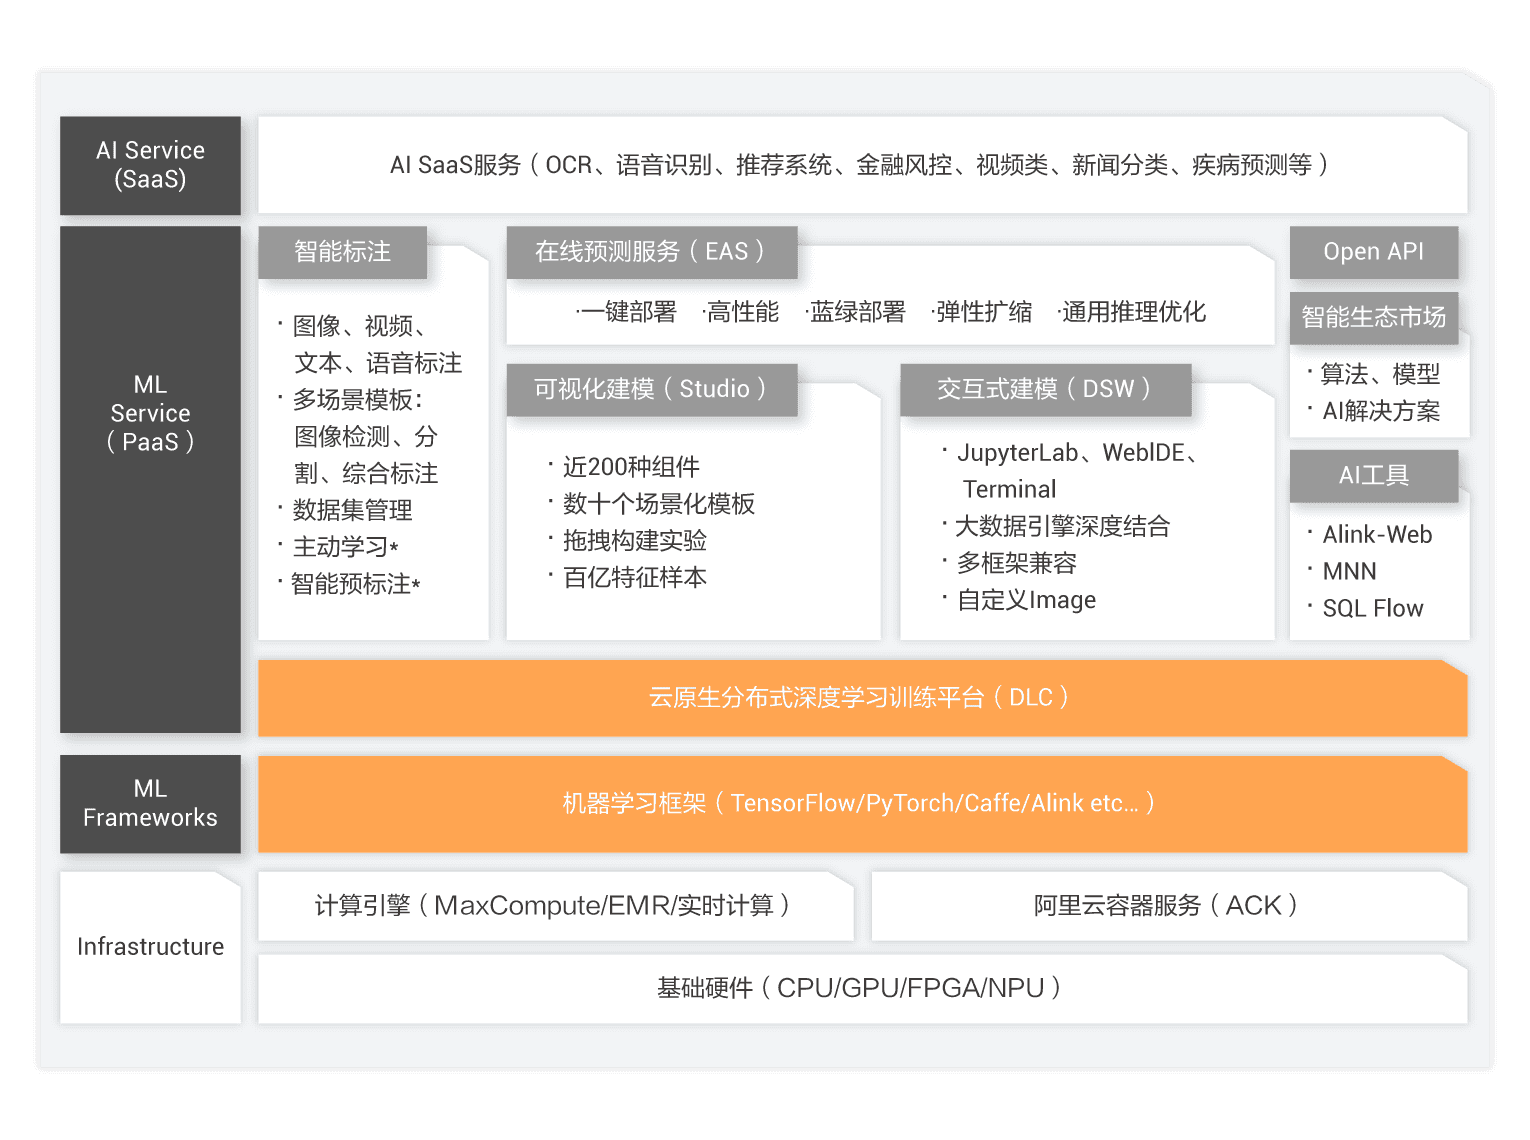 AI Service
(SaaS)
AI SaaS服务（OCR、语音识别、推荐系统、金融风控、视频类、新闻分类、疾病预测等）
ML
Service
（PaaS）
智能标注
·图像、视频、
文本、语音标注
·多场景模板：
图像检测、分
割、综合标注
·数据集管理
·主动学习*
·智能预标注*
在线预测服务（EAS）
·一键部署 ·高性能 ·蓝绿部署 ·弹性扩缩 ·通用推理优化
可视化建模（Studio）
·近200种组件
·数十个场景化模板
·拖拽构建实验
·百亿特征样本
交互式建模（DSW）
·JupyterLab、WebIDE、
Terminal
·大数据引擎深度结合
·多框架兼容
·自定义Image
Open API
智能生态市场
·算法、模型
·AI解决方案
AI工具
·Alink-Web
·MNN
·SQL Flow
云原生分布式深度学习训练平台（DLC）
ML
Frameworks
机器学习框架（TensorFlow/PyTorch/Caffe/Alink etc...）
Infrastructure
计算引擎（MaxCompute/EMR/实时计算）
阿里云容器服务（ACK）
基础硬件（CPU/GPU/FPGA/NPU）